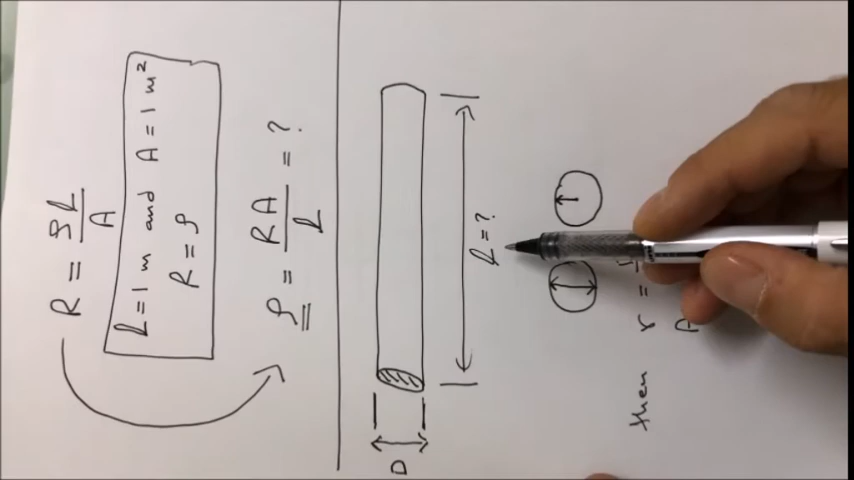 R = ρL/A
L=1 m and A=1 m²
R=ρ
ρ = RA/L = ?
D
L=?
then r =
A